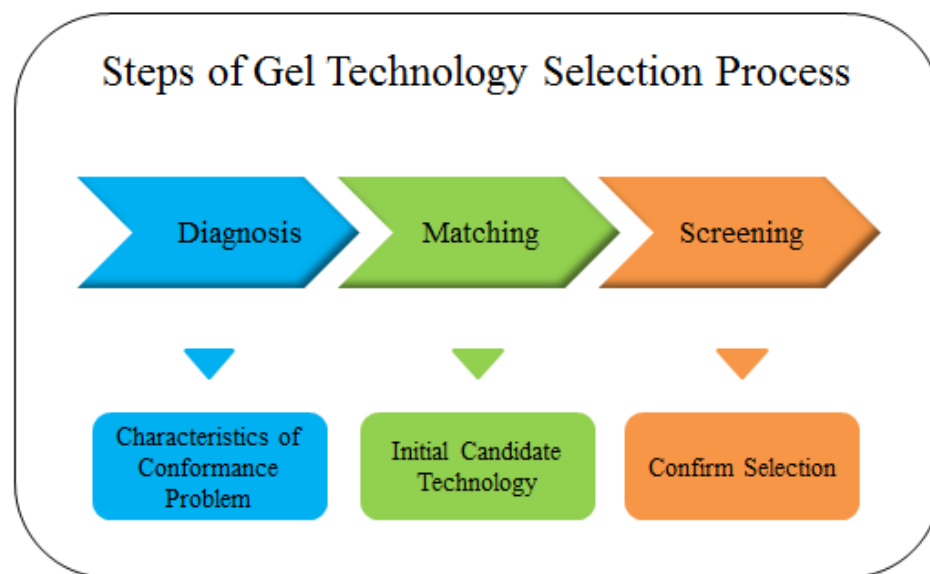 Steps of Gel Technology Selection Process
Diagnosis
Matching
Screening
Characteristics of
Conformance
Problem
Initial Candidate
Technology
Confirm Selection